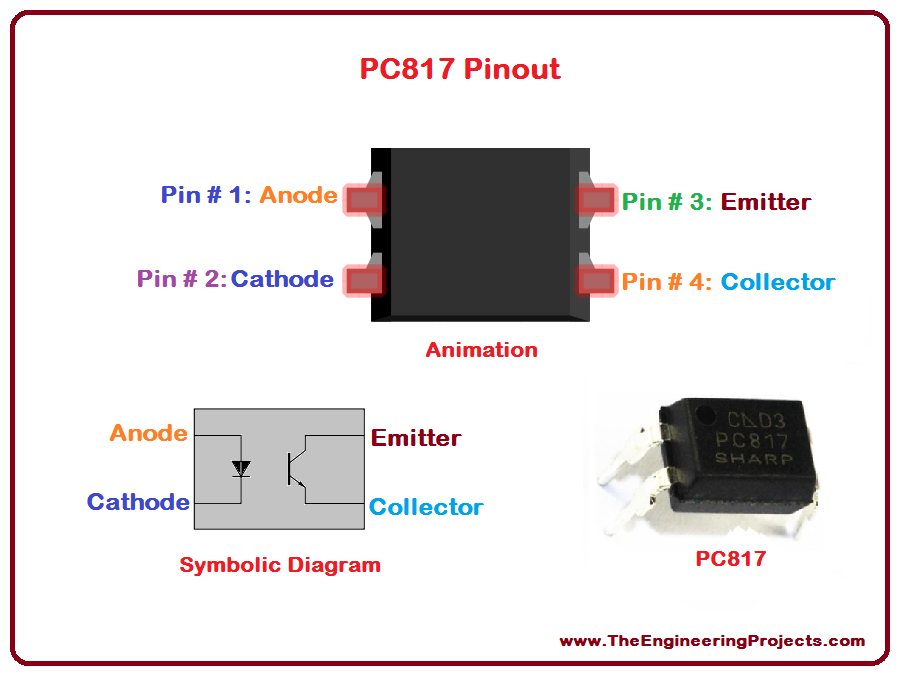 PC817 Pinout
Pin # 1: Anode
Pin # 3: Emitter
Pin # 2: Cathode
Pin # 4: Collector
Animation
Anode
Emitter
Cathode
Collector
Symbolic Diagram
D3
PC817
SHARP
PC817
www.TheEngineeringProjects.com